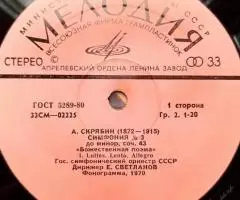 МЕЛОДИЯ
ВСЕСОЮЗНАЯ ФИРМА ГРАМПЛАСТИНОК
СТЕРЕО 33
АПРЕЛЕВСКИЙ ОРДЕНА ЛЕНИНА ЗАВОД
ГОСТ 5289-80 1 сторона
33СМ—02225 Гр. 2. 1-20
А. СКРЯБИН (1872—1915)
СИМФОНИЯ № 3
до минор, соч. 43
«Божественная поэма»
I. Luttes. Lento. Allegro
Гос. симфонический оркестр СССР
Дирижер Е. СВЕТЛАНОВ
Фонограмма, 1979